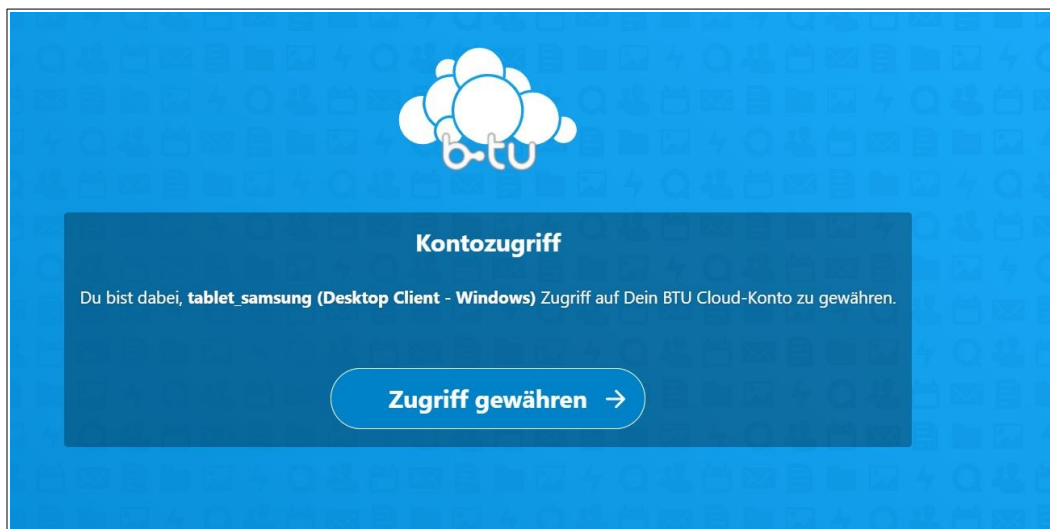 b-tu
Kontozugriff
Du bist dabei, tablet_samsung (Desktop Client - Windows) Zugriff auf Dein BTU Cloud-Konto zu gewähren.
Zugriff gewähren →